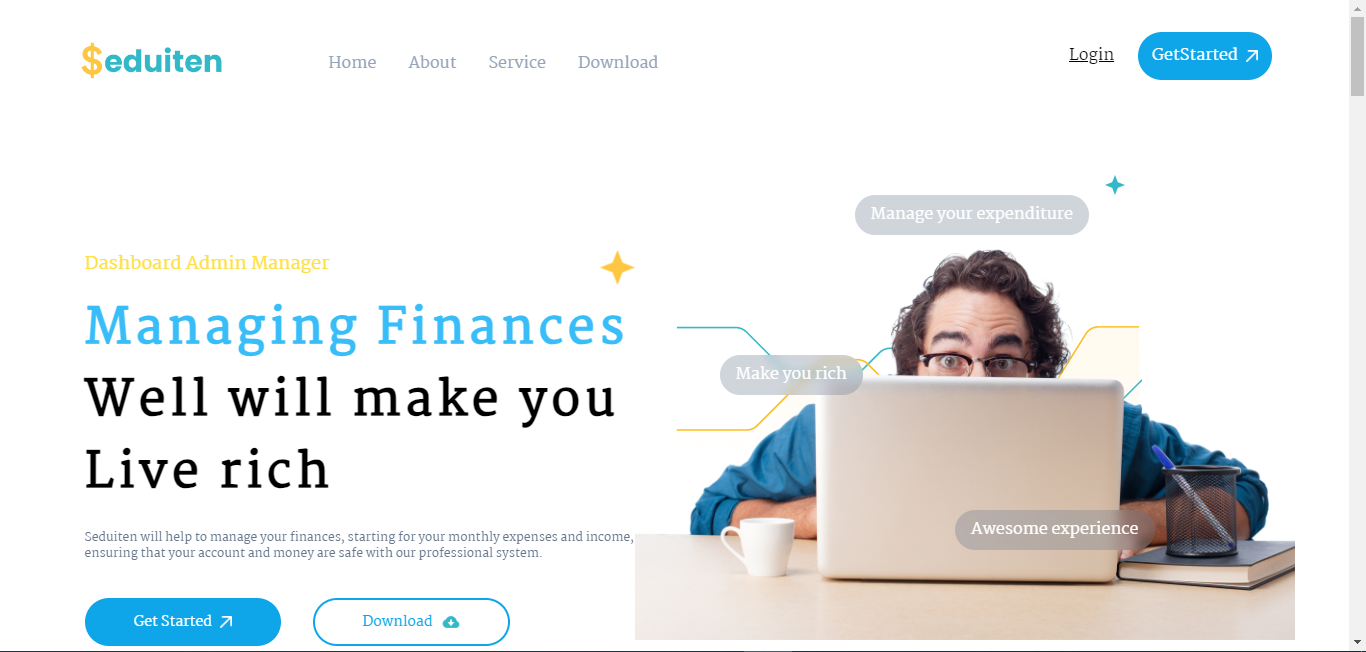 $eduiten
Home About Service Download
Login
GetStarted
Manage your expenditure
Dashboard Admin Manager
Managing Finances
Well will make you
Live rich
Make you rich
Awesome experience
Seduiten will help to manage your finances, starting for your monthly expenses and income,
ensuring that your account and money are safe with our professional system.
Get Started
Download